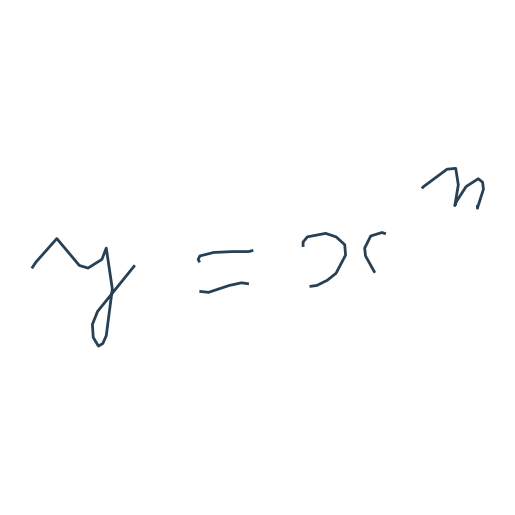 y = x^n